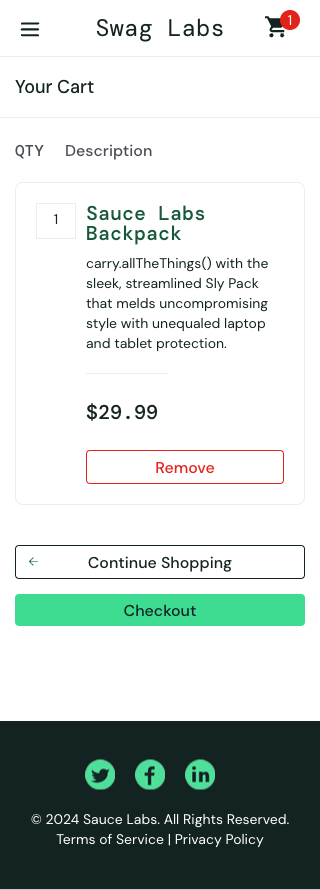 Swag Labs
1
Your Cart
QTY Description
1
Sauce Labs
Backpack
carry.allTheThings() with the
sleek, streamlined Sly Pack
that melds uncompromising
style with unequaled laptop
and tablet protection.
$29.99
Remove
Continue Shopping
Checkout
© 2024 Sauce Labs. All Rights Reserved.
Terms of Service | Privacy Policy